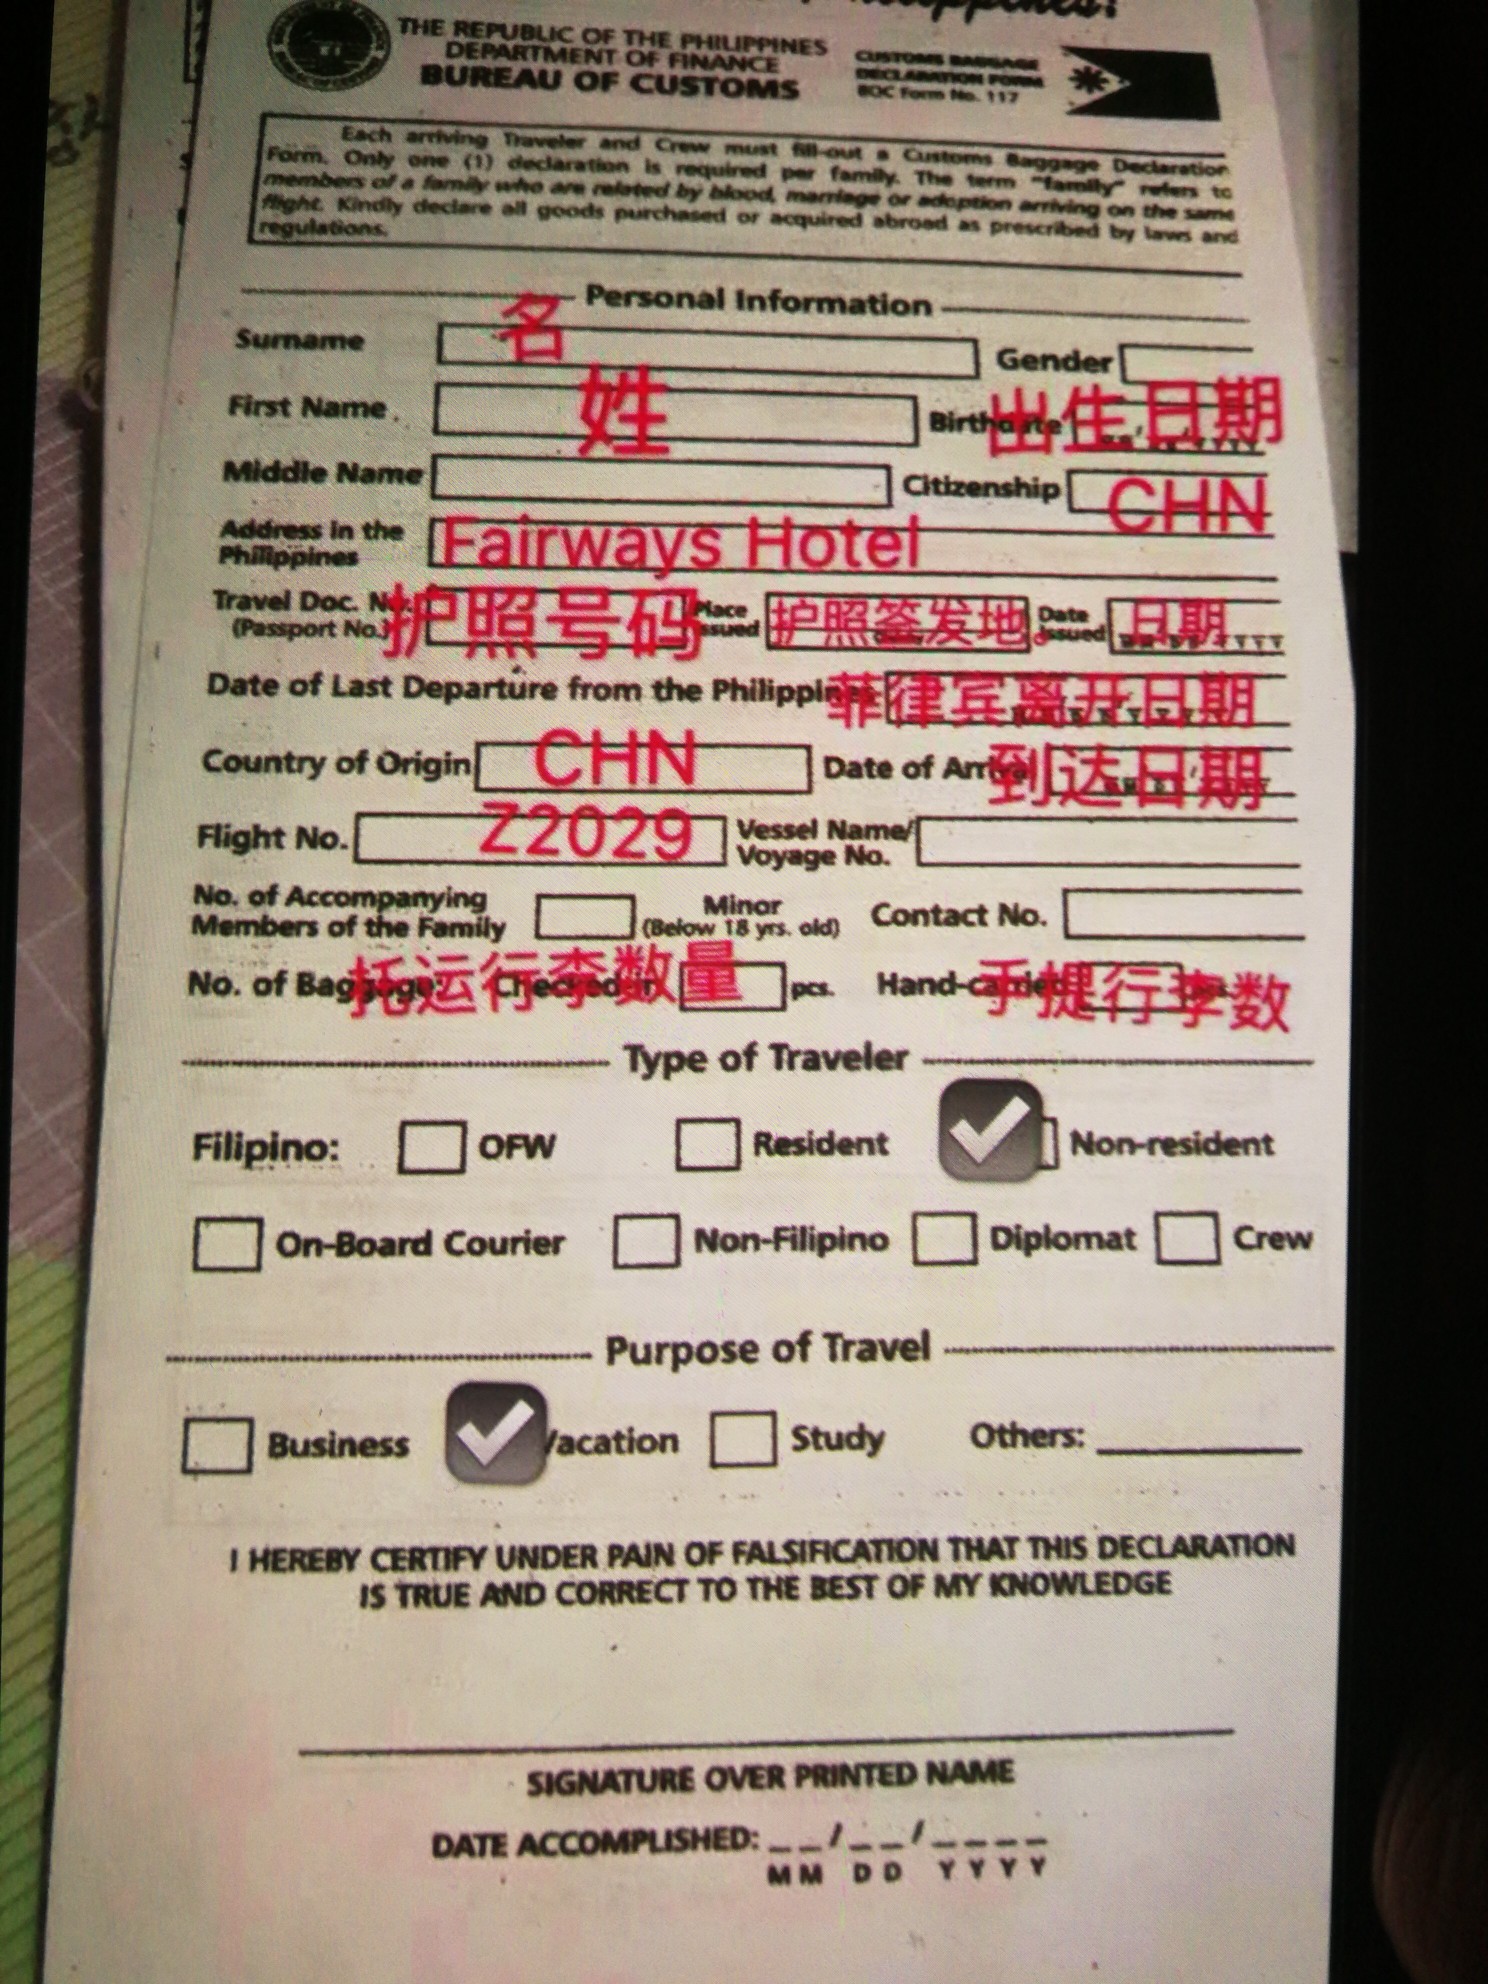 THE REPUBLIC OF THE PHILIPPINES
DEPARTMENT OF FINANCE
BUREAU OF CUSTOMS
CUSTOMS BAGGAGE
DECLARATION FORM
BOC Form No. 117
Each arriving Traveler and Crew must fill-out a Customs Baggage Declaration
Form. Only one (1) declaration is required per family. The term "family" refers to
members of a family who are related by blood, marriage or adoption arriving on the same
flight. Kindly declare all goods purchased or acquired abroad as prescribed by laws and
regulations.
Personal Information
Surname 名 Gender
First Name 姓 Birthdate 出生日期
Middle Name Citizenship CHN
Address in the
Philippines Fairways Hotel
Travel Doc. No.
(Passport No.) 护照号码 Place
Issued 护照签发地。 Date
Issued 日期
Date of Last Departure from the Philippines 菲律宾离开日期
Country of Origin CHN Date of Arrival 到达日期
Flight No. Z2029 Vessel Name/
Voyage No.
No. of Accompanying
Members of the Family Minor
(Below 18 yrs. old) Contact No.
No. of Baggage: Checked-in 托运行李数量 pcs. Hand-carried 手提行李数
Type of Traveler
Filipino: OFW Resident Non-resident
On-Board Courier Non-Filipino Diplomat Crew
Purpose of Travel
Business Vacation Study Others:
I HEREBY CERTIFY UNDER PAIN OF FALSIFICATION THAT THIS DECLARATION
IS TRUE AND CORRECT TO THE BEST OF MY KNOWLEDGE
SIGNATURE OVER PRINTED NAME
DATE ACCOMPLISHED: _ _ / _ _ / _ _ _ _
M M D D Y Y Y Y